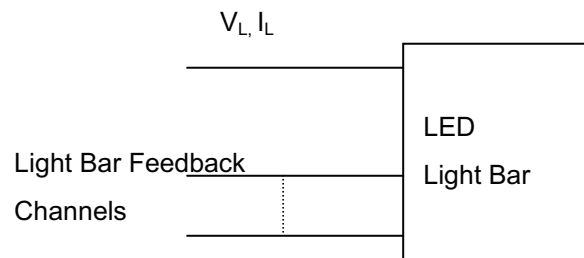 V_L, I_L
LED
Light Bar Feedback
Light Bar
Channels